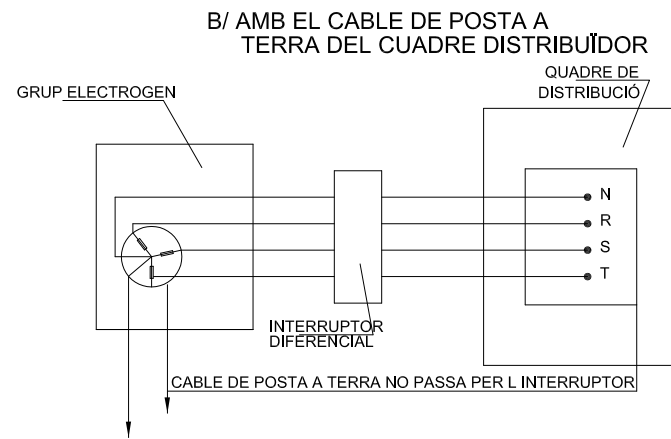 B/ AMB EL CABLE DE POSTA A
TERRA DEL CUADRE DISTRIBUÏDOR
QUADRE DE
DISTRIBUCIÓ
GRUP ELECTROGEN
N
R
S
T
INTERRUPTOR
DIFERENCIAL
CABLE DE POSTA A TERRA NO PASSA PER L INTERRUPTOR